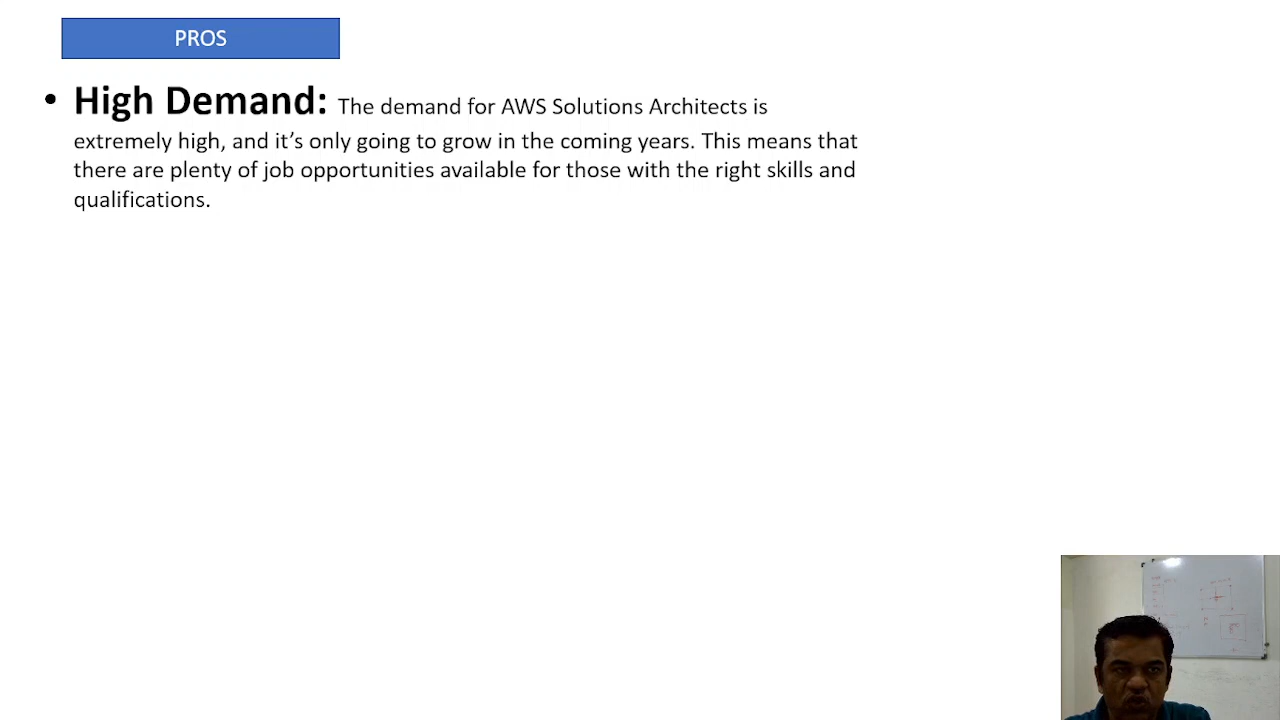 PROS
• High Demand: The demand for AWS Solutions Architects is
extremely high, and it’s only going to grow in the coming years. This means that
there are plenty of job opportunities available for those with the right skills and
qualifications.